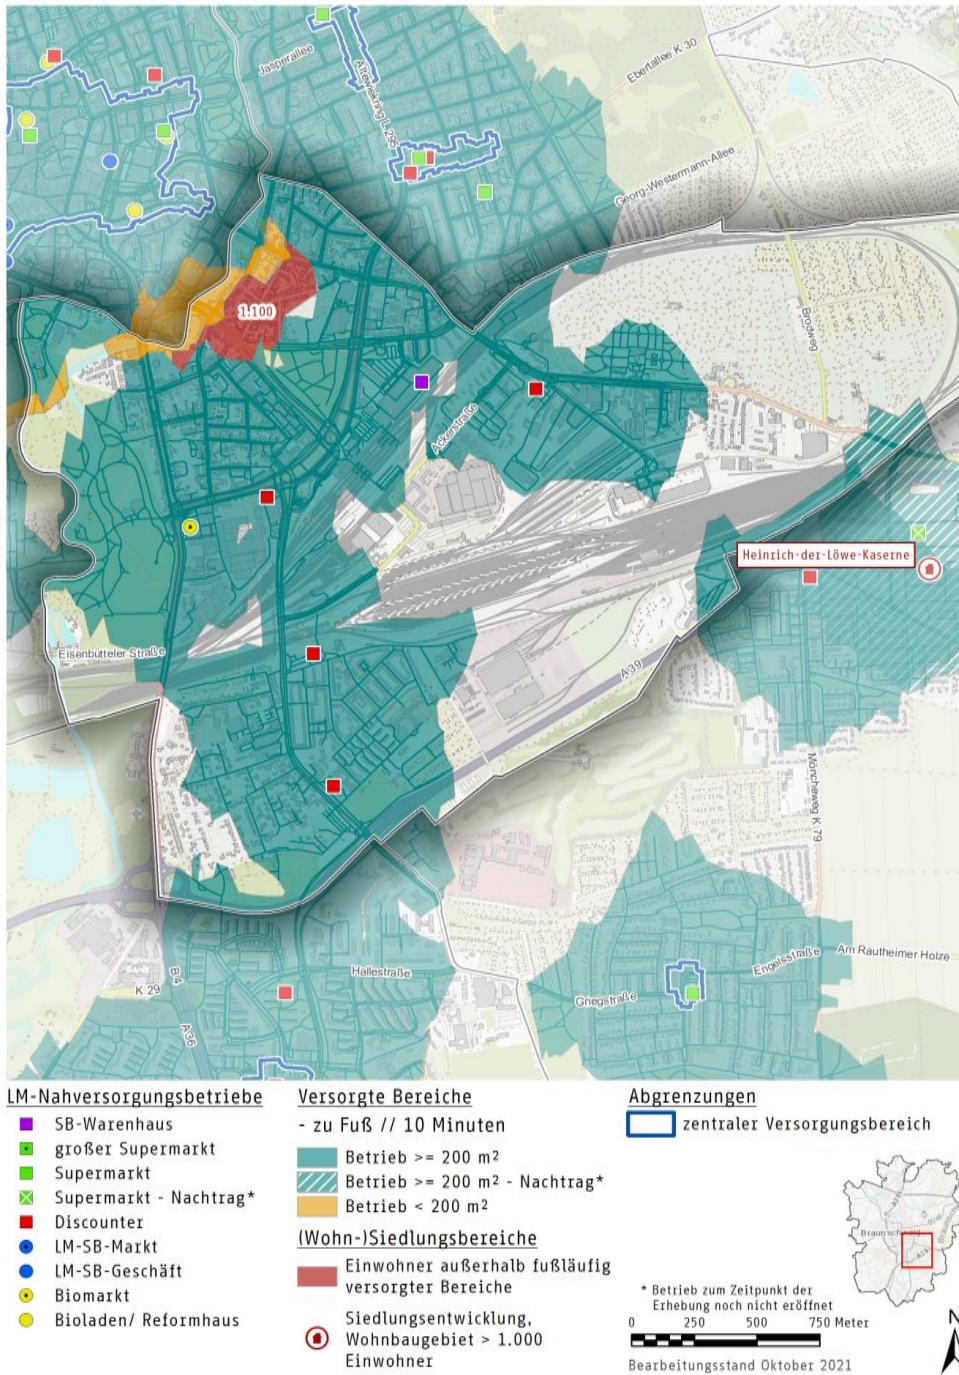 Jasperallee
Altewiekring L 295
Ebertallee K 30
Georg-Westermann-Allee
1.100
Brodweg
Ackerstraße
Heinrich-der-Löwe-Kaserne
Eisenbütteler Straße
A 39
Möncheweg K 79
Hallestraße
K 29
B 4
A 36
Griegstraße
Engelsstraße
Am Rautheimer Holze
LM-Nahversorgungsbetriebe
SB-Warenhaus
großer Supermarkt
Supermarkt
Supermarkt - Nachtrag*
Discounter
LM-SB-Markt
LM-SB-Geschäft
Biomarkt
Bioladen/ Reformhaus
Versorgte Bereiche
- zu Fuß // 10 Minuten
Betrieb >= 200 m²
Betrieb >= 200 m² - Nachtrag*
Betrieb < 200 m²
(Wohn-)Siedlungsbereiche
Einwohner außerhalb fußläufig
versorgter Bereiche
Siedlungsentwicklung,
Wohnbaugebiet > 1.000
Einwohner
Abgrenzungen
zentraler Versorgungsbereich
* Betrieb zum Zeitpunkt der
Erhebung noch nicht eröffnet
0 250 500 750 Meter
Bearbeitungsstand Oktober 2021
N